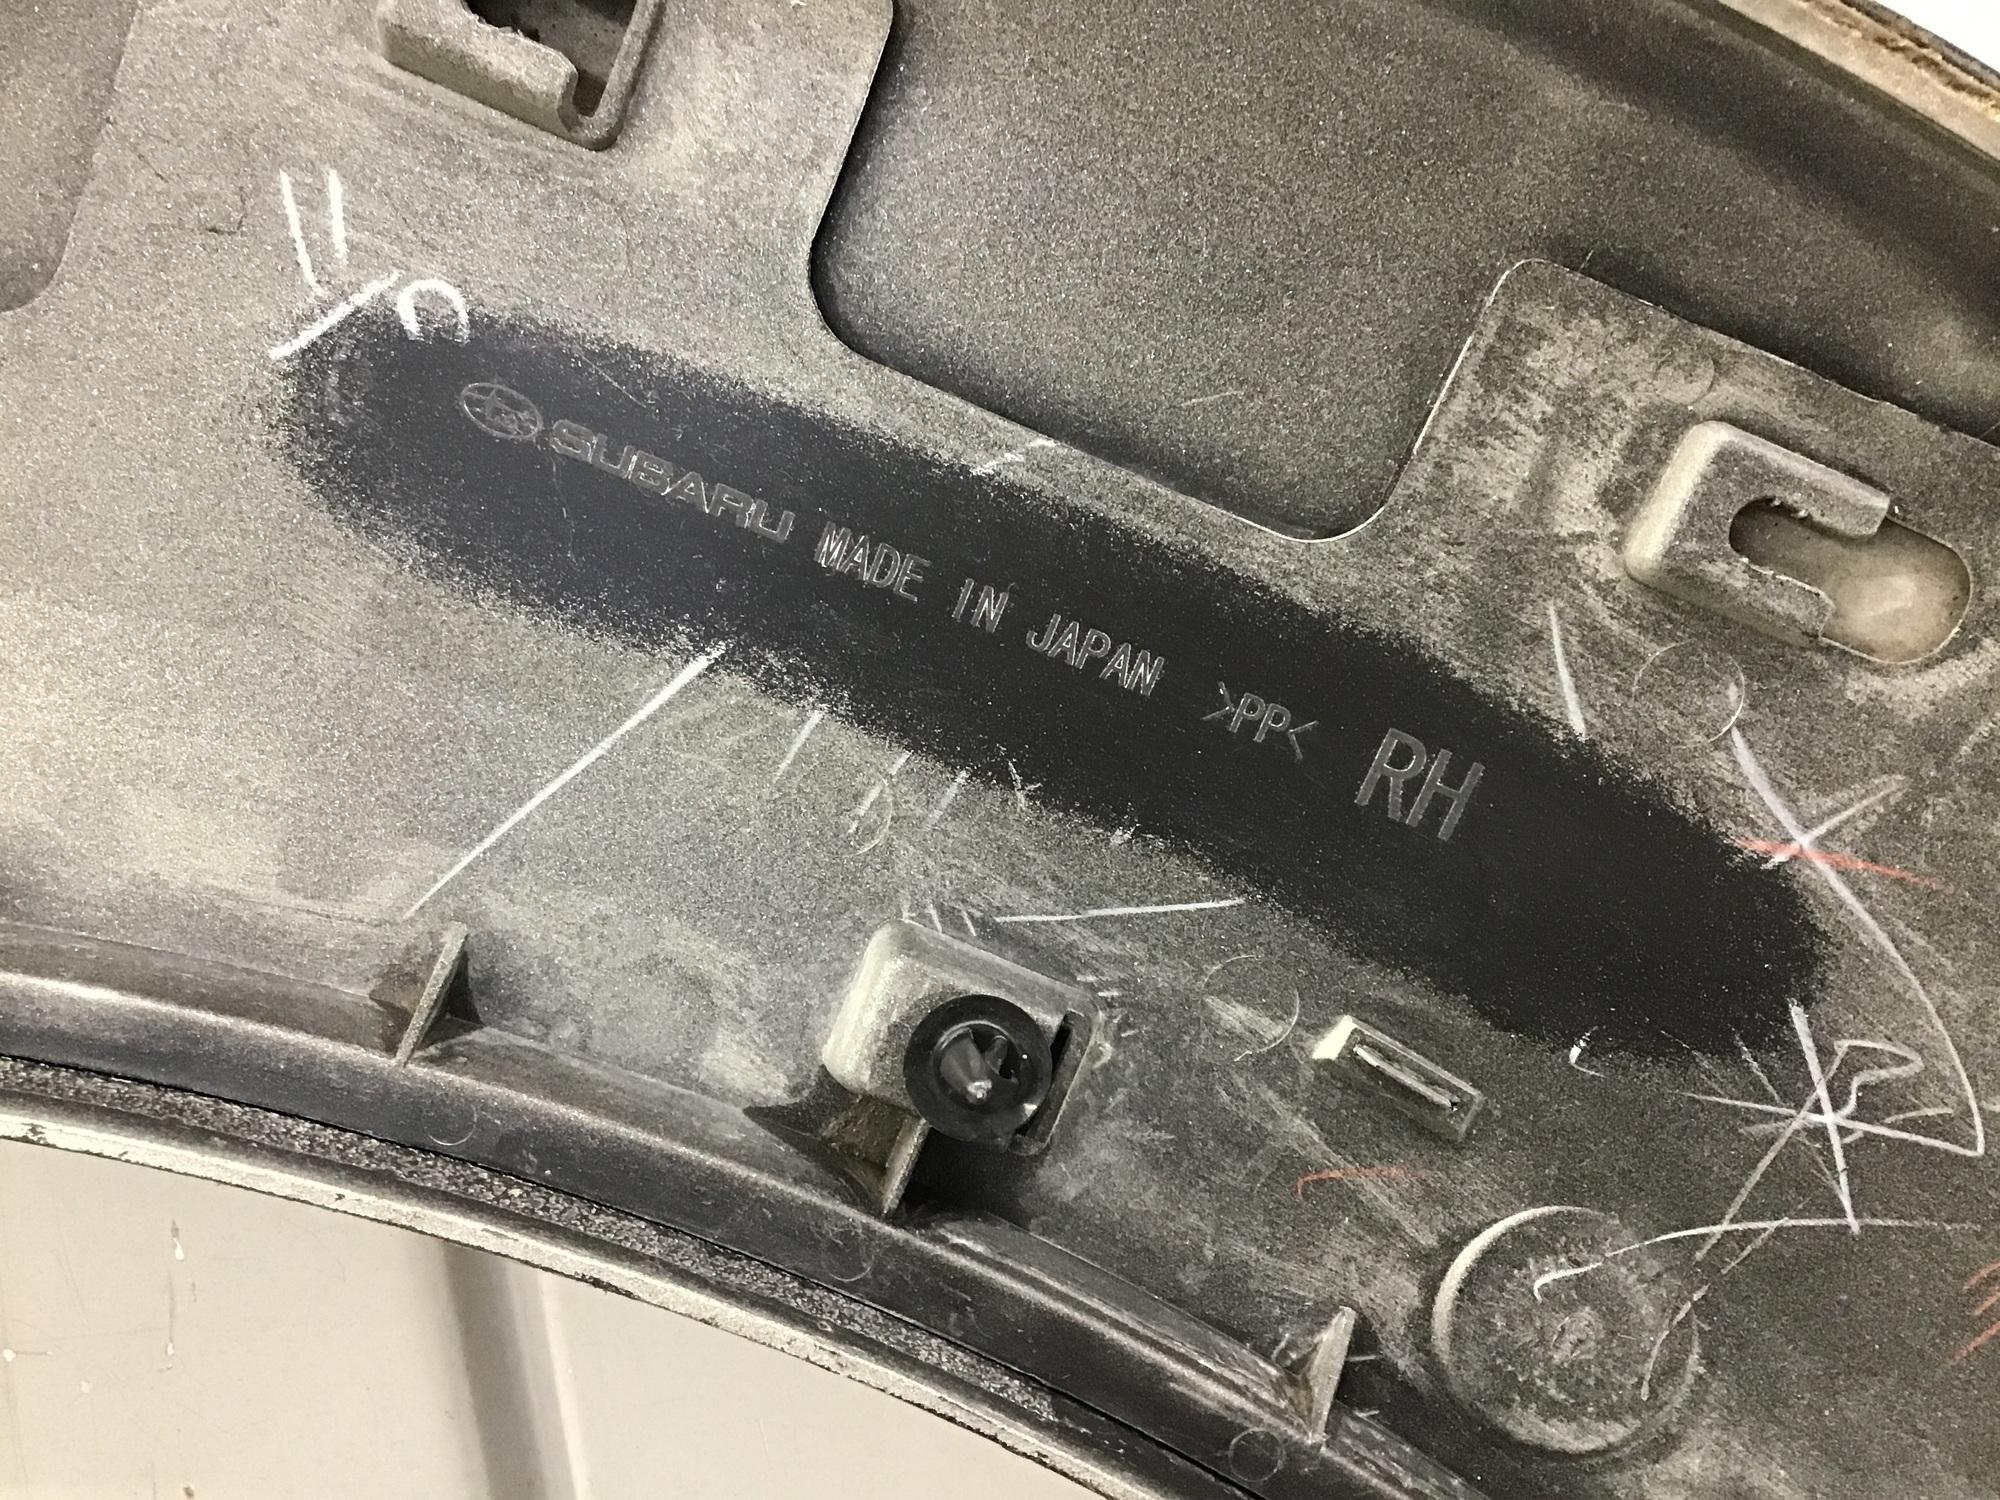 SUBARU MADE IN JAPAN >PP< RH